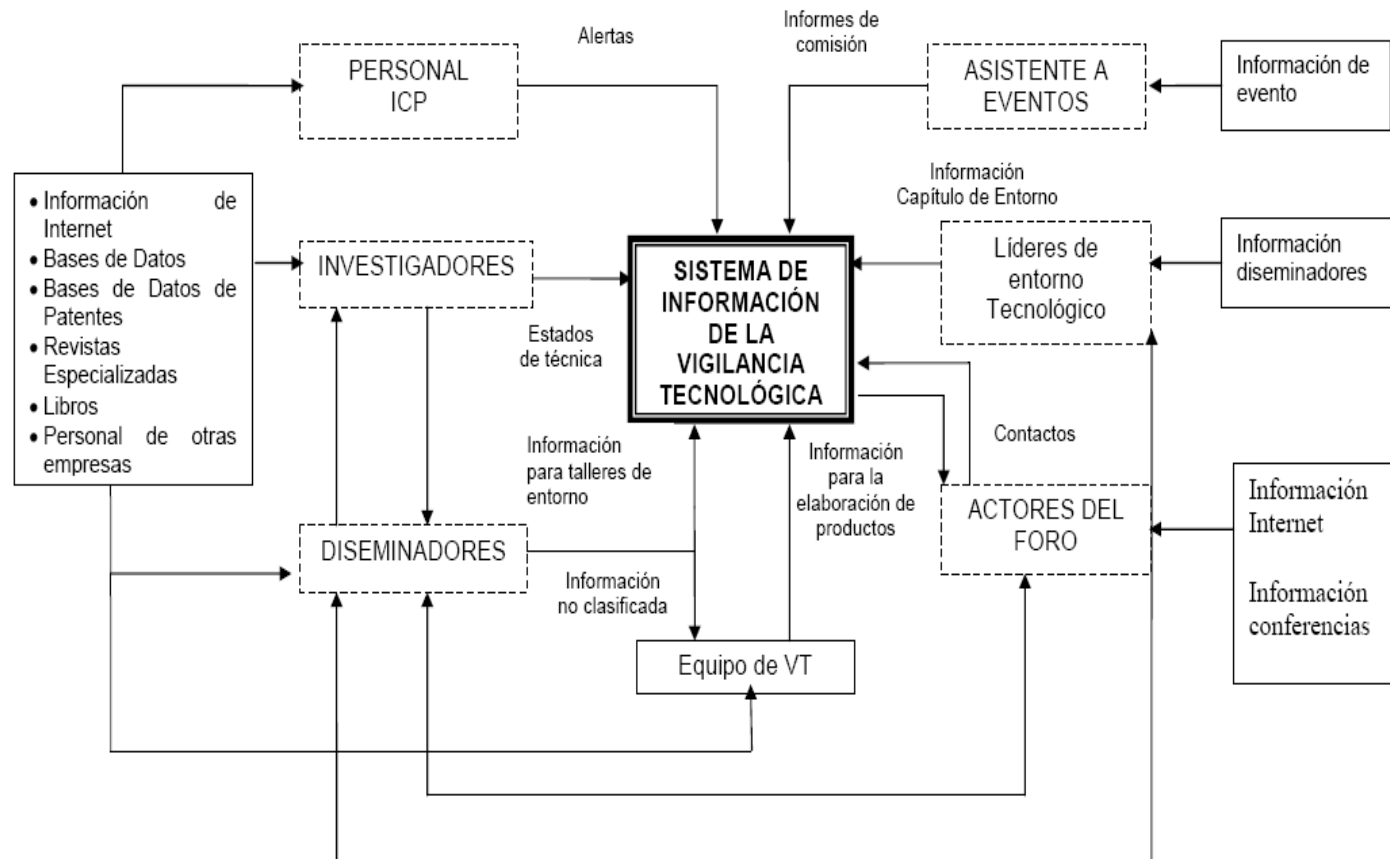 Alertas
Informes de
comisión
PERSONAL
ICP
ASISTENTE A
EVENTOS
Información de
evento
Información
Capítulo de Entorno
• Información de
Internet
• Bases de Datos
• Bases de Datos de
Patentes
• Revistas
Especializadas
• Libros
• Personal de otras
empresas
INVESTIGADORES
SISTEMA DE
INFORMACIÓN
DE LA
VIGILANCIA
TECNOLÓGICA
Líderes de
entorno
Tecnológico
Información
diseminadores
Estados
de técnica
Información
para talleres de
entorno
Información
para la
elaboración de
productos
Contactos
DISEMINADORES
Información
no clasificada
ACTORES DEL
FORO
Información
Internet
Información
conferencias
Equipo de VT